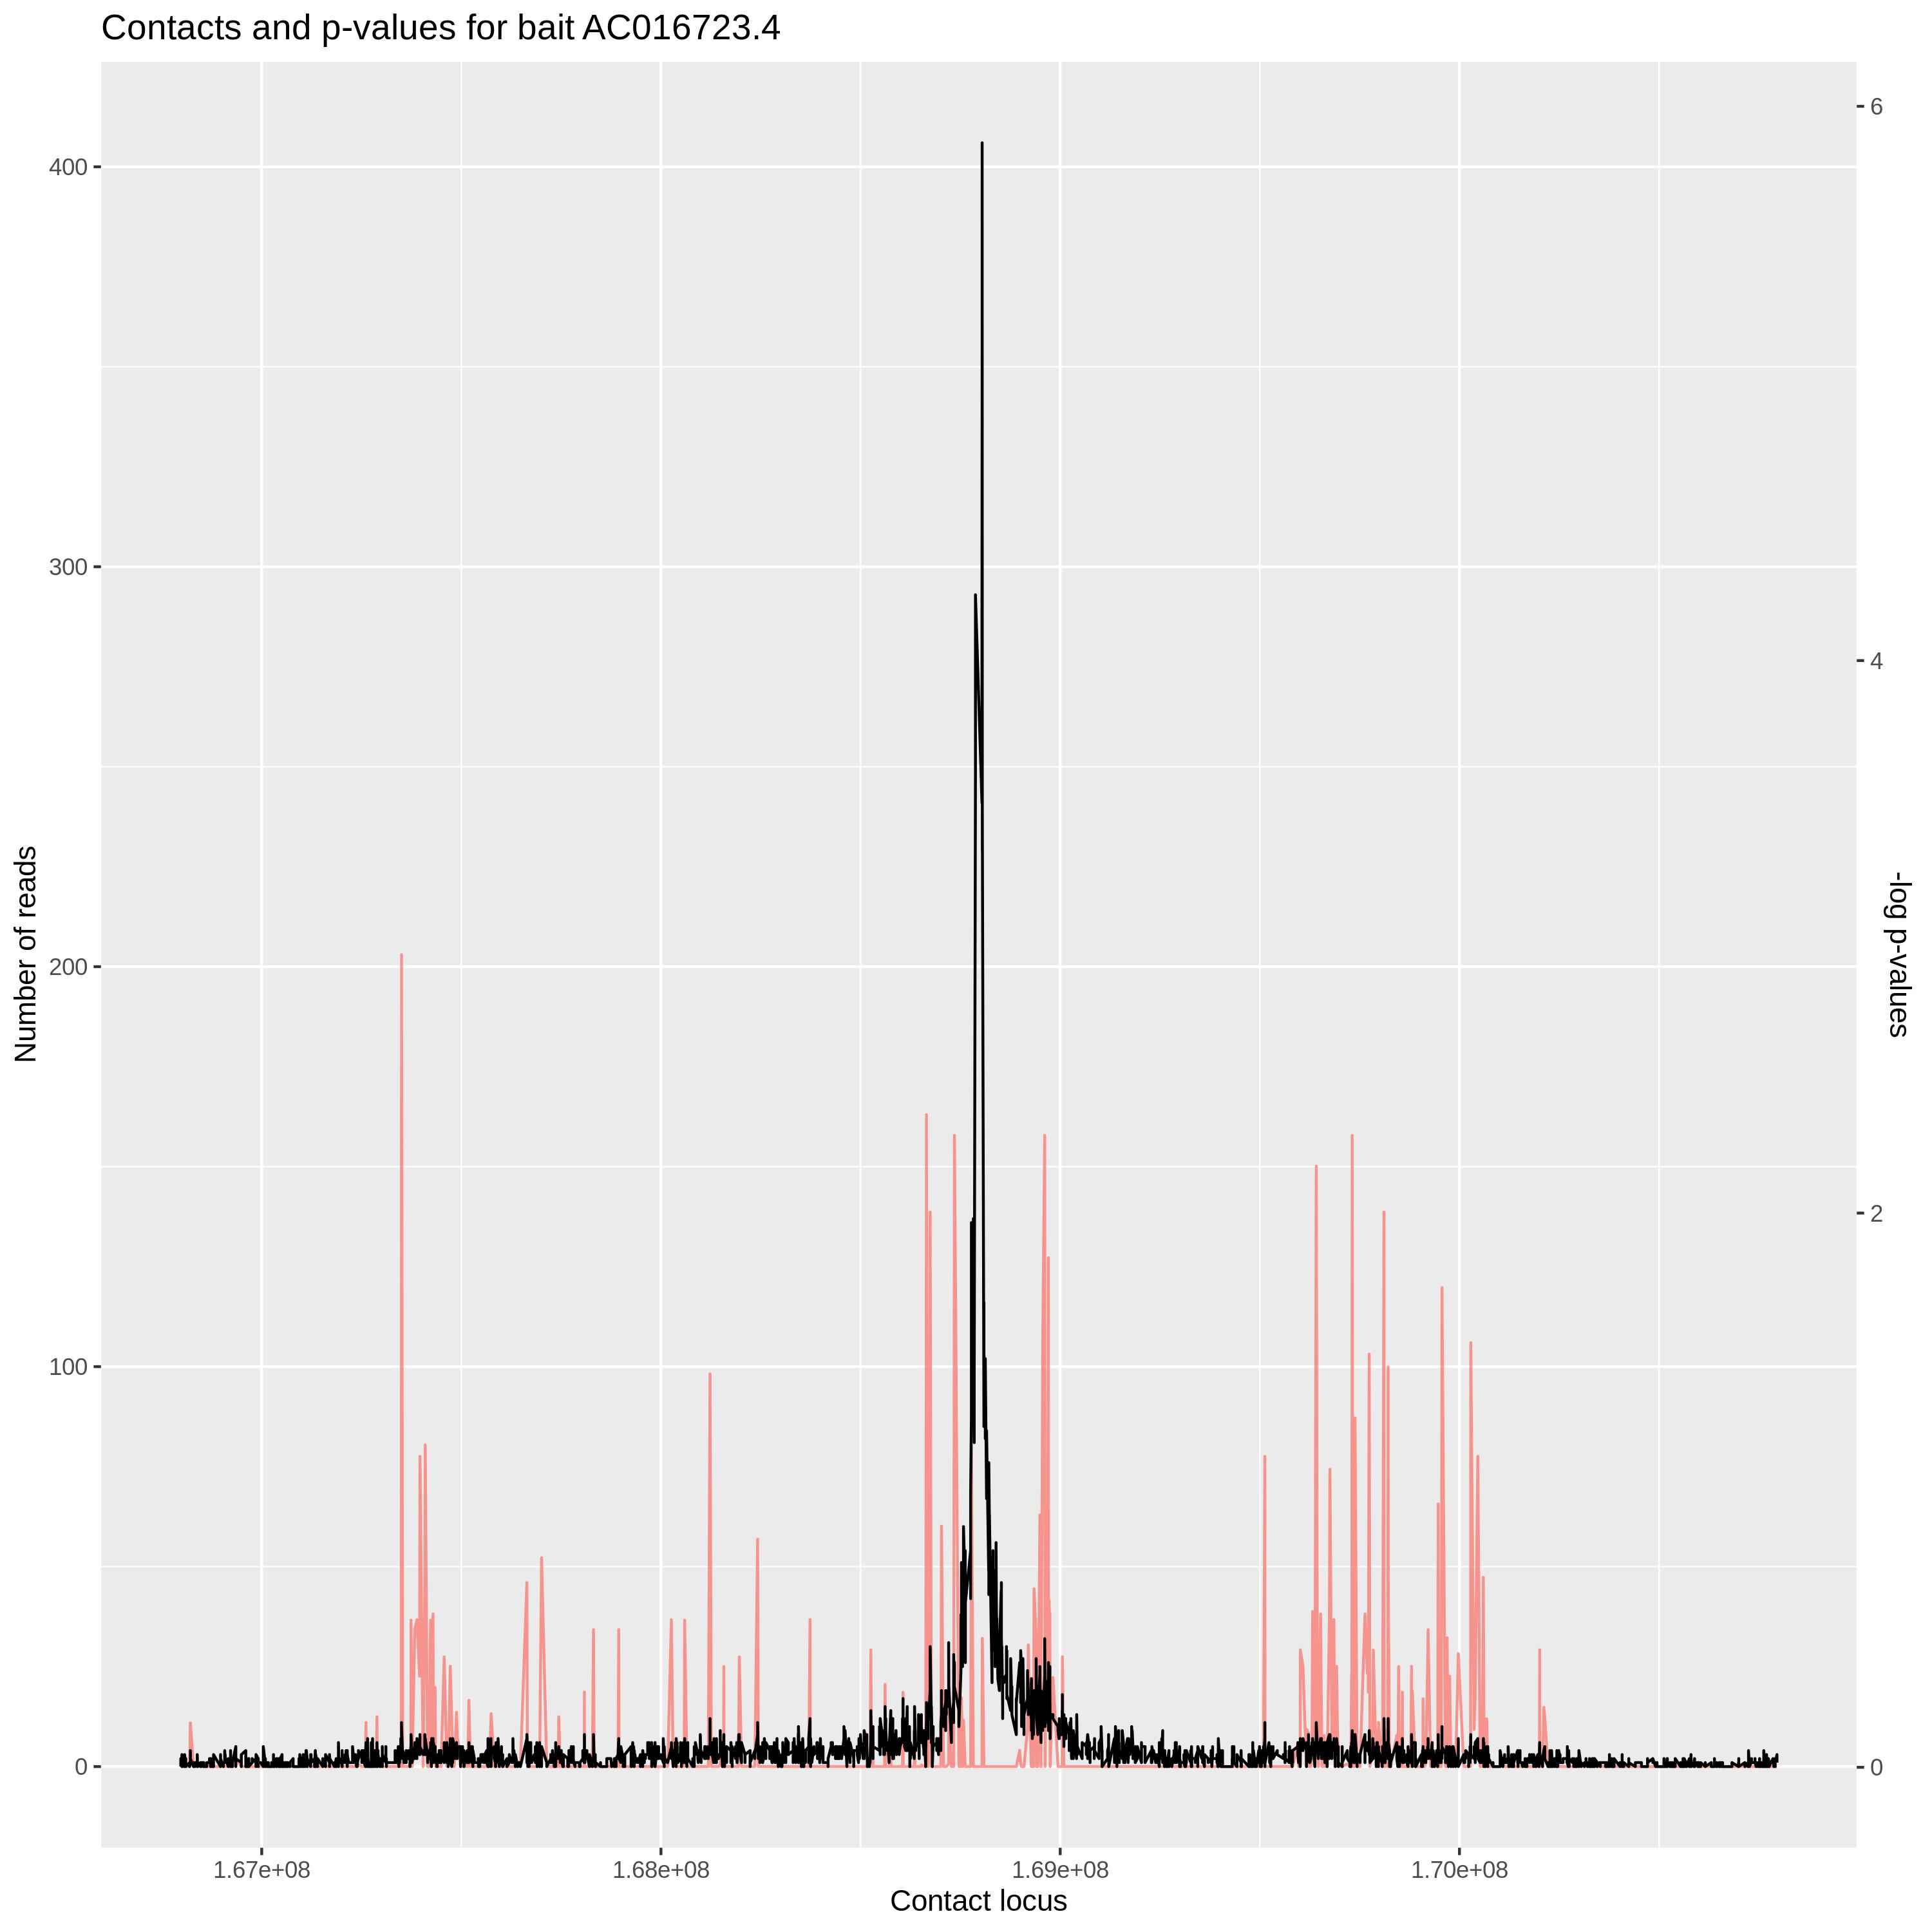 Contacts and p-values for bait AC016723.4
400
300
200
100
0
Number of reads
6
4
2
0
-log p-values
1.67e+08
1.68e+08
1.69e+08
1.70e+08
Contact locus